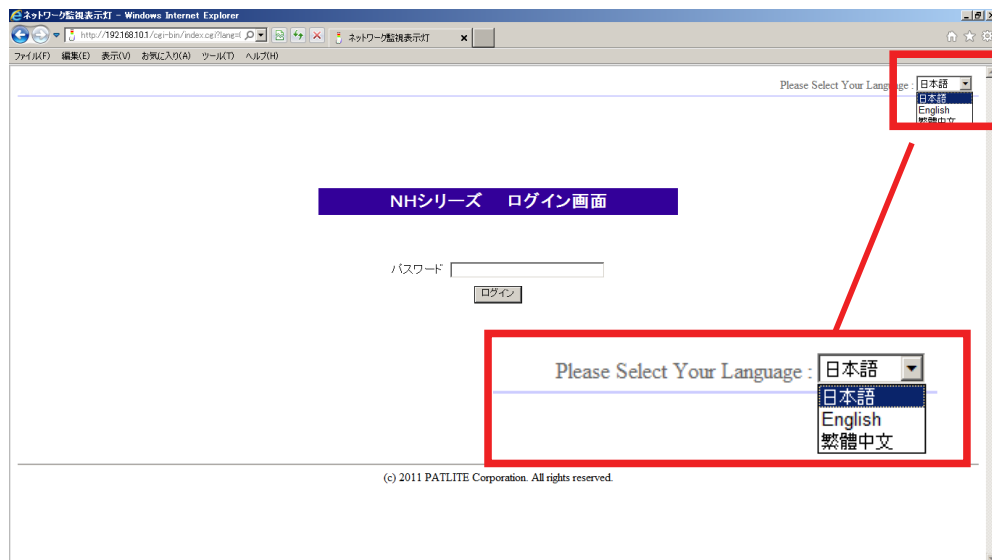 ネットワーク監視表示灯 - Windows Internet Explorer
http://192.168.10.1/cgi-bin/index.cgi?lang=
ネットワーク監視表示灯
ファイル(F) 編集(E) 表示(V) お気に入り(A) ツール(T) ヘルプ(H)
Please Select Your Language : 日本語
日本語
English
繁體中文
NHシリーズ ログイン画面
パスワード
ログイン
Please Select Your Language : 日本語
日本語
English
繁體中文
(c) 2011 PATLITE Corporation. All rights reserved.